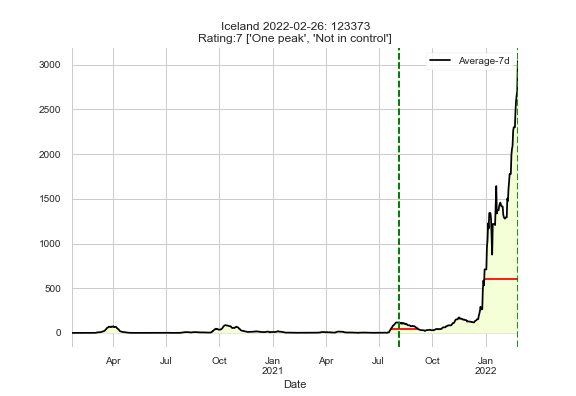 Iceland 2022-02-26: 123373
Rating:7 ['One peak', 'Not in control']
Average-7d
3000
2500
2000
1500
1000
500
0
Apr Jul Oct Jan Apr Jul Oct Jan
2021 2022
Date